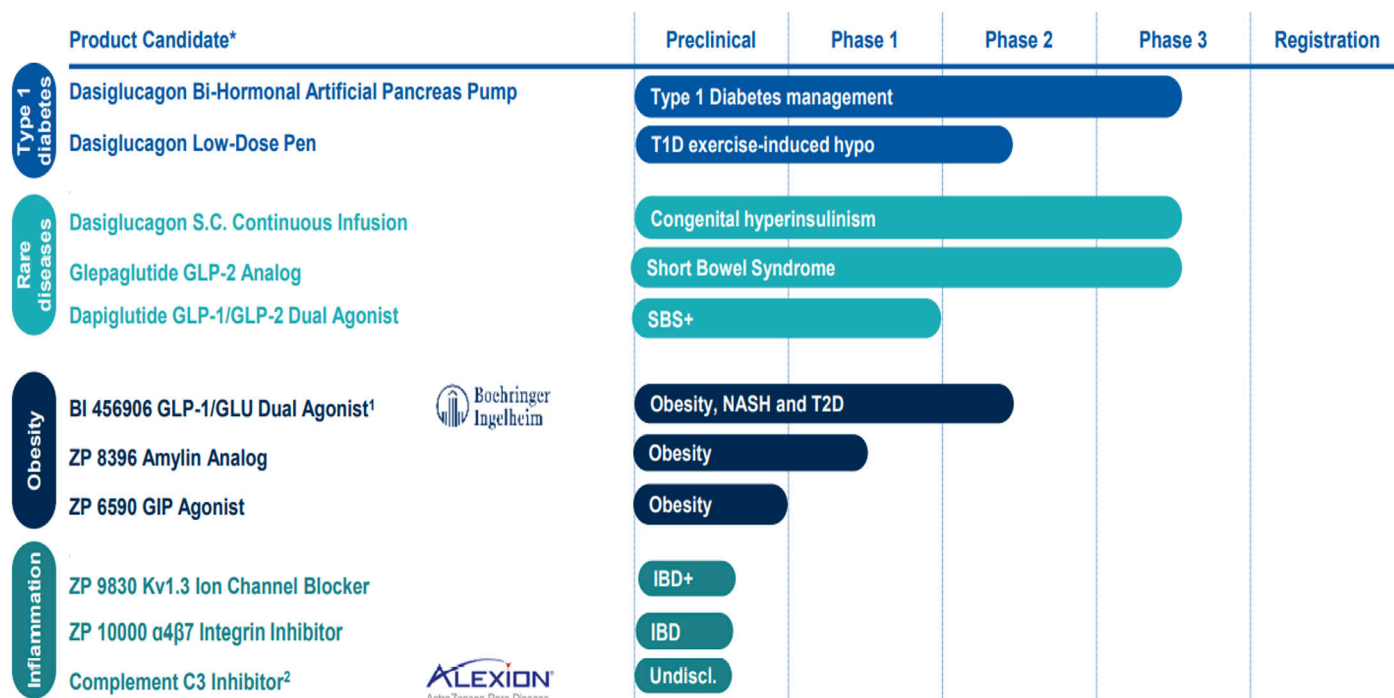 Product Candidate* Preclinical Phase 1 Phase 2 Phase 3 Registration
Type 1
diabetes
Dasiglucagon Bi-Hormonal Artificial Pancreas Pump Type 1 Diabetes management
Dasiglucagon Low-Dose Pen T1D exercise-induced hypo
Rare
diseases
Dasiglucagon S.C. Continuous Infusion Congenital hyperinsulinism
Glepaglutide GLP-2 Analog Short Bowel Syndrome
Dapiglutide GLP-1/GLP-2 Dual Agonist SBS+
Obesity
BI 456906 GLP-1/GLU Dual Agonist¹ Boehringer Ingelheim Obesity, NASH and T2D
ZP 8396 Amylin Analog Obesity
ZP 6590 GIP Agonist Obesity
Inflammation
ZP 9830 Kv1.3 Ion Channel Blocker IBD+
ZP 10000 α4β7 Integrin Inhibitor IBD
Complement C3 Inhibitor² ALEXION® Undiscl.
AstraZeneca Rare Disease